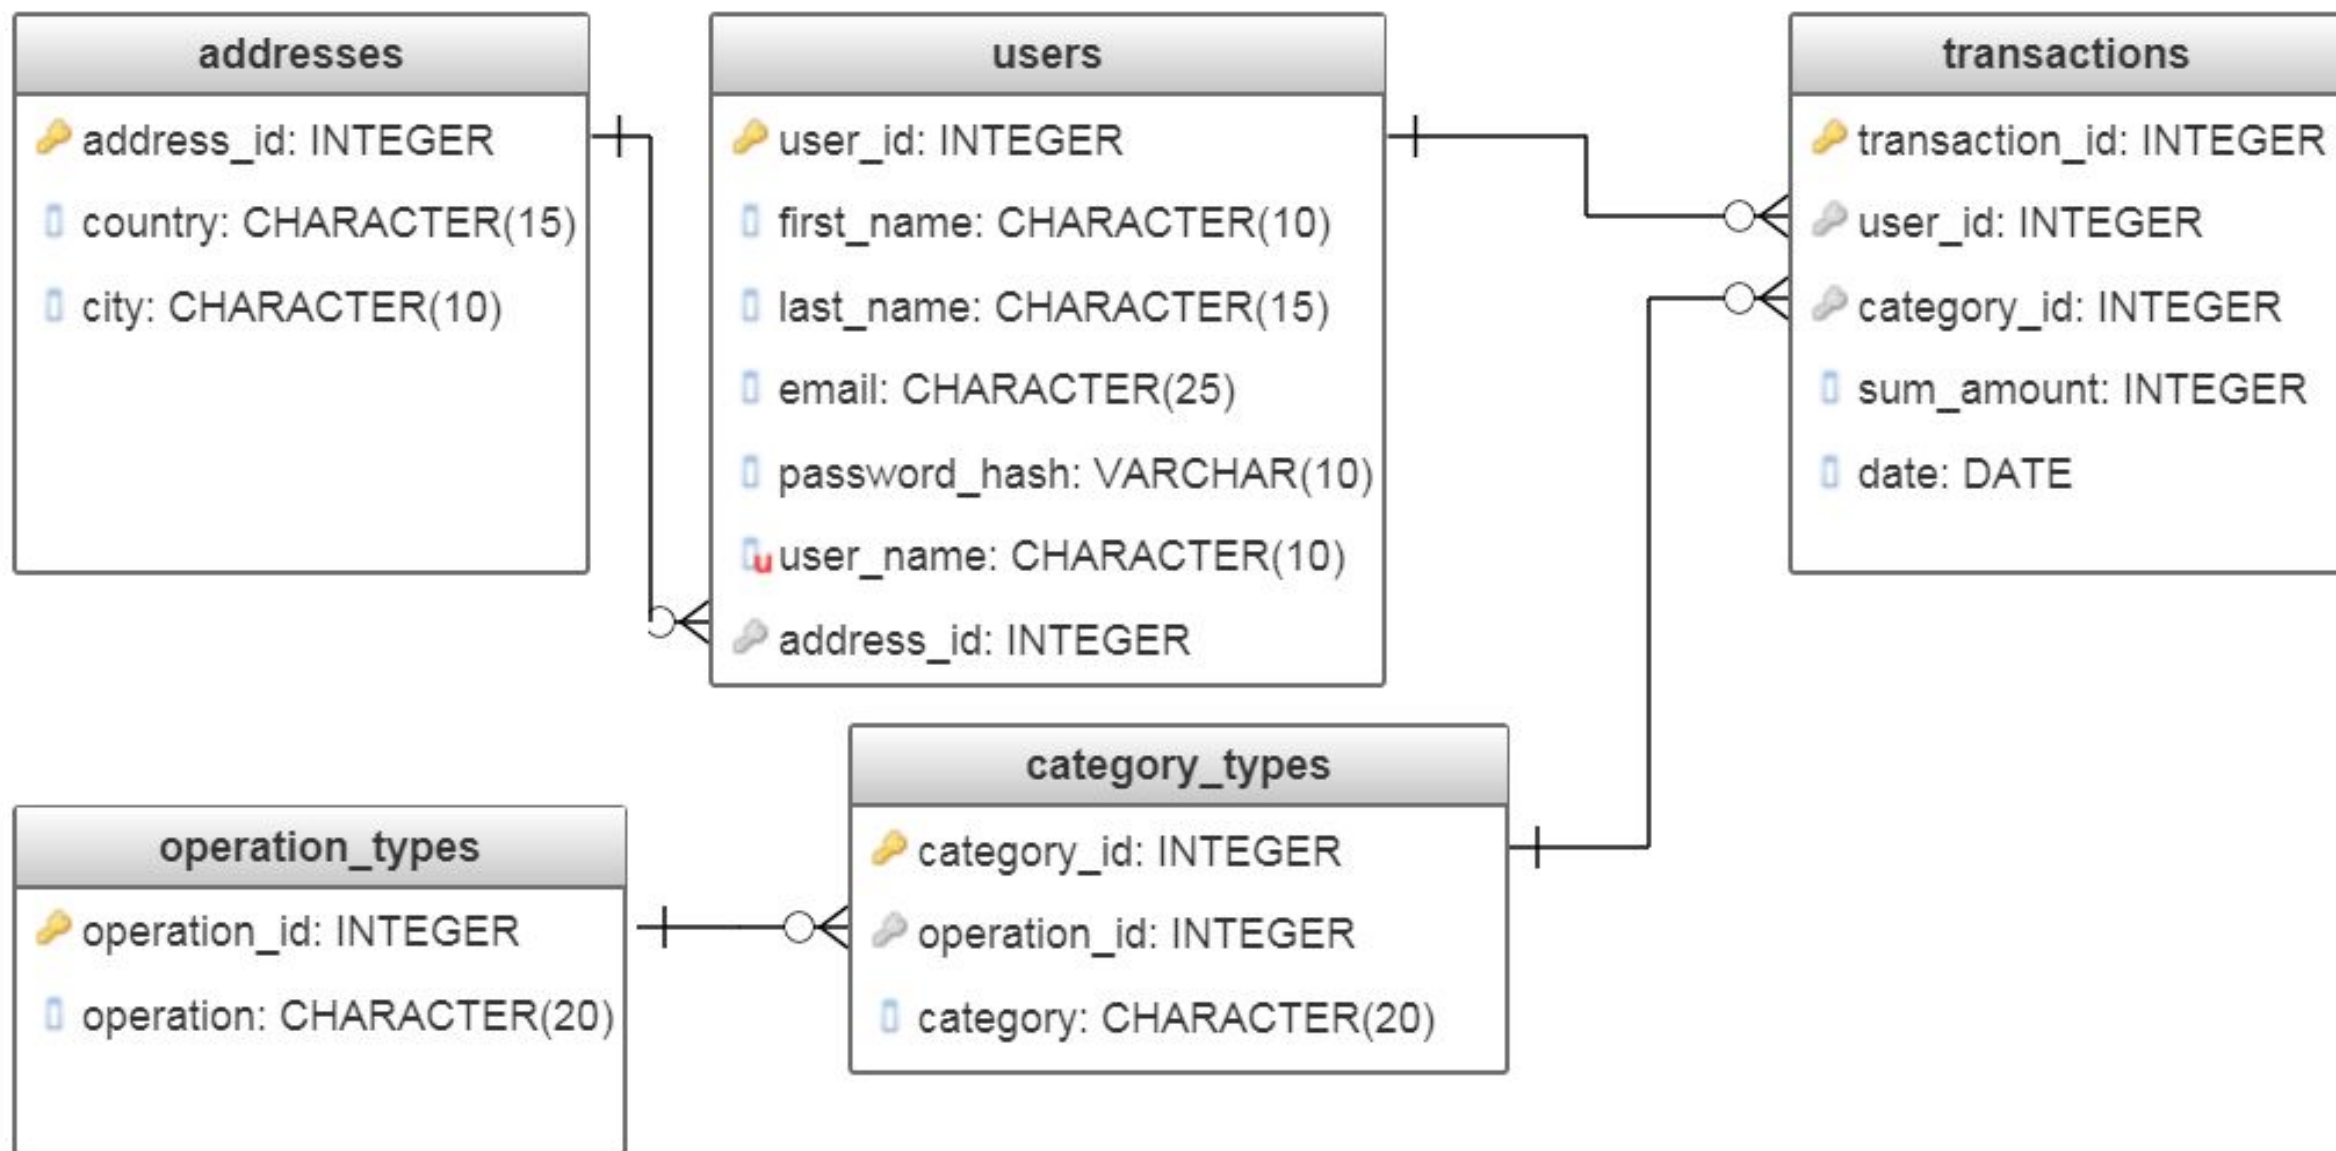 addresses
address_id: INTEGER
country: CHARACTER(15)
city: CHARACTER(10)
users
user_id: INTEGER
first_name: CHARACTER(10)
last_name: CHARACTER(15)
email: CHARACTER(25)
password_hash: VARCHAR(10)
u user_name: CHARACTER(10)
address_id: INTEGER
transactions
transaction_id: INTEGER
user_id: INTEGER
category_id: INTEGER
sum_amount: INTEGER
date: DATE
operation_types
operation_id: INTEGER
operation: CHARACTER(20)
category_types
category_id: INTEGER
operation_id: INTEGER
category: CHARACTER(20)